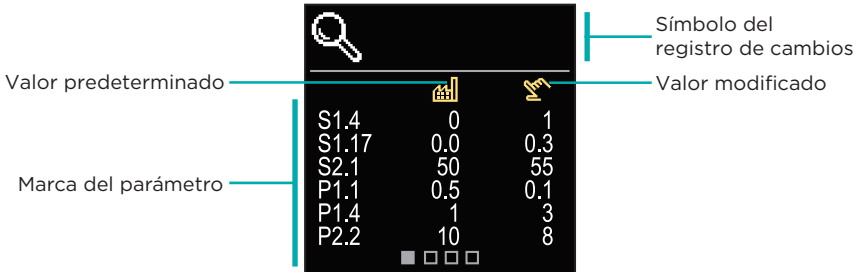 Símbolo del
registro de cambios
Valor predeterminado
Valor modificado
Marca del parámetro
S1.4 0 1
S1.17 0.0 0.3
S2.1 50 55
P1.1 0.5 0.1
P1.4 1 3
P2.2 10 8